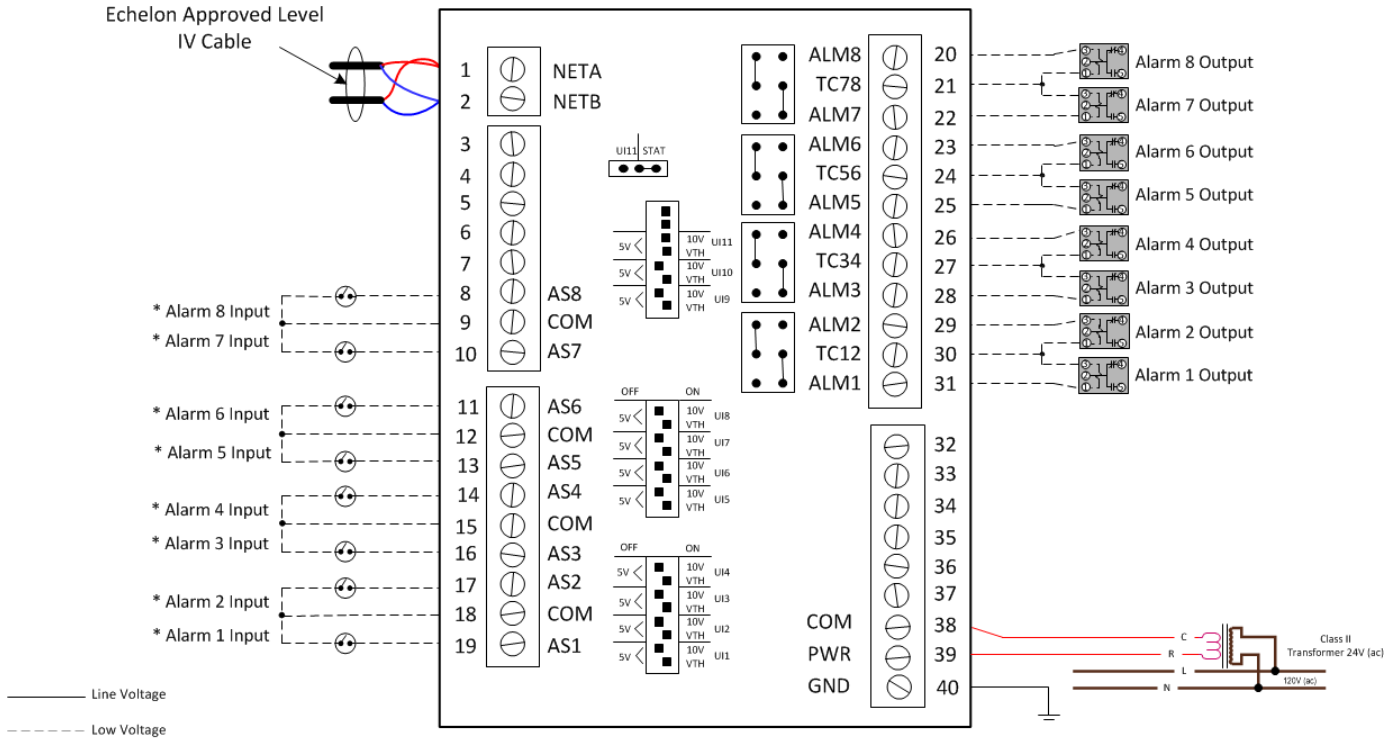 Echelon Approved Level
IV Cable
1 NETA
2 NETB
3
4
5
6
7
8 AS8
9 COM
10 AS7
11 AS6
12 COM
13 AS5
14 AS4
15 COM
16 AS3
17 AS2
18 COM
19 AS1
* Alarm 8 Input
* Alarm 7 Input
* Alarm 6 Input
* Alarm 5 Input
* Alarm 4 Input
* Alarm 3 Input
* Alarm 2 Input
* Alarm 1 Input
UI11 STAT
5V < 10V VTH UI11
5V < 10V VTH UI10
5V < 10V VTH UI9
OFF ON
5V < 10V VTH UI8
5V < 10V VTH UI7
5V < 10V VTH UI6
5V < 10V VTH UI5
OFF ON
5V < 10V VTH UI4
5V < 10V VTH UI3
5V < 10V VTH UI2
5V < 10V VTH UI1
ALM8 20
TC78 21
ALM7 22
ALM6 23
TC56 24
ALM5 25
ALM4 26
TC34 27
ALM3 28
ALM2 29
TC12 30
ALM1 31
32
33
34
35
36
37
COM 38
PWR 39
GND 40
Alarm 8 Output
Alarm 7 Output
Alarm 6 Output
Alarm 5 Output
Alarm 4 Output
Alarm 3 Output
Alarm 2 Output
Alarm 1 Output
C
R
L
N
120V (ac)
Class II
Transformer 24V (ac)
Line Voltage
Low Voltage